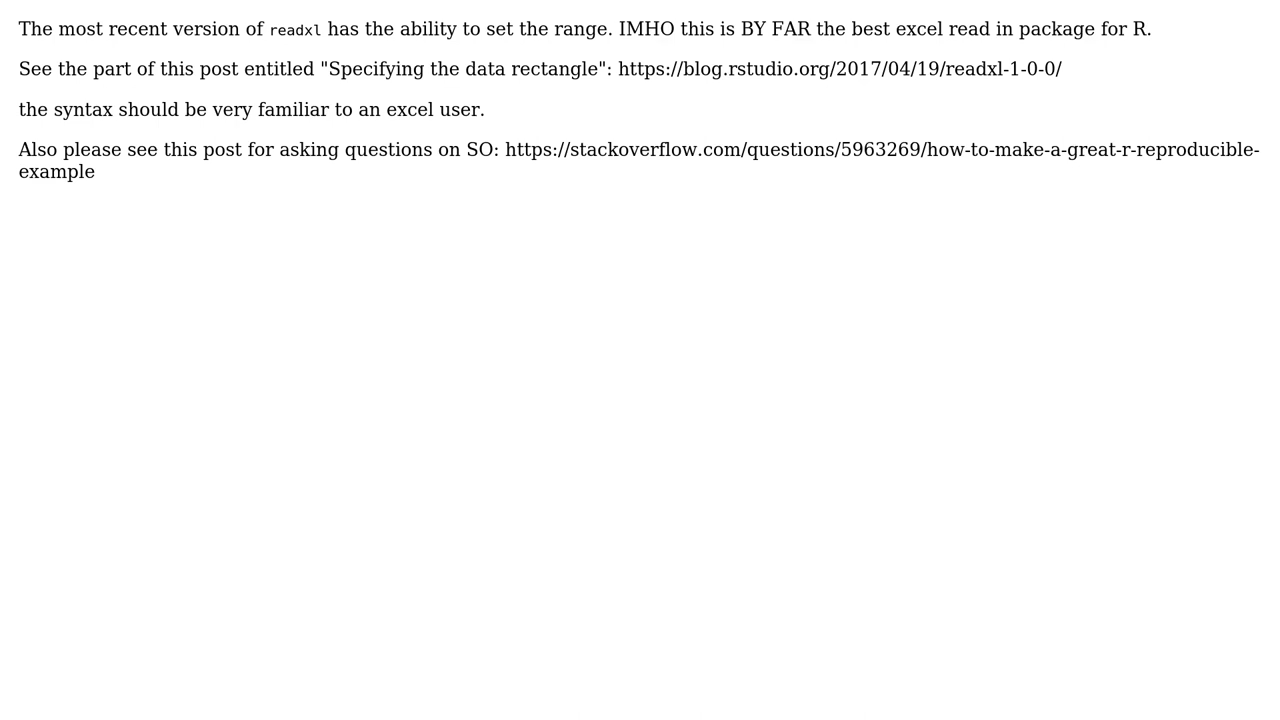 The most recent version of readxl has the ability to set the range. IMHO this is BY FAR the best excel read in package for R.
See the part of this post entitled "Specifying the data rectangle": https://blog.rstudio.org/2017/04/19/readxl-1-0-0/
the syntax should be very familiar to an excel user.
Also please see this post for asking questions on SO: https://stackoverflow.com/questions/5963269/how-to-make-a-great-r-reproducible-
example